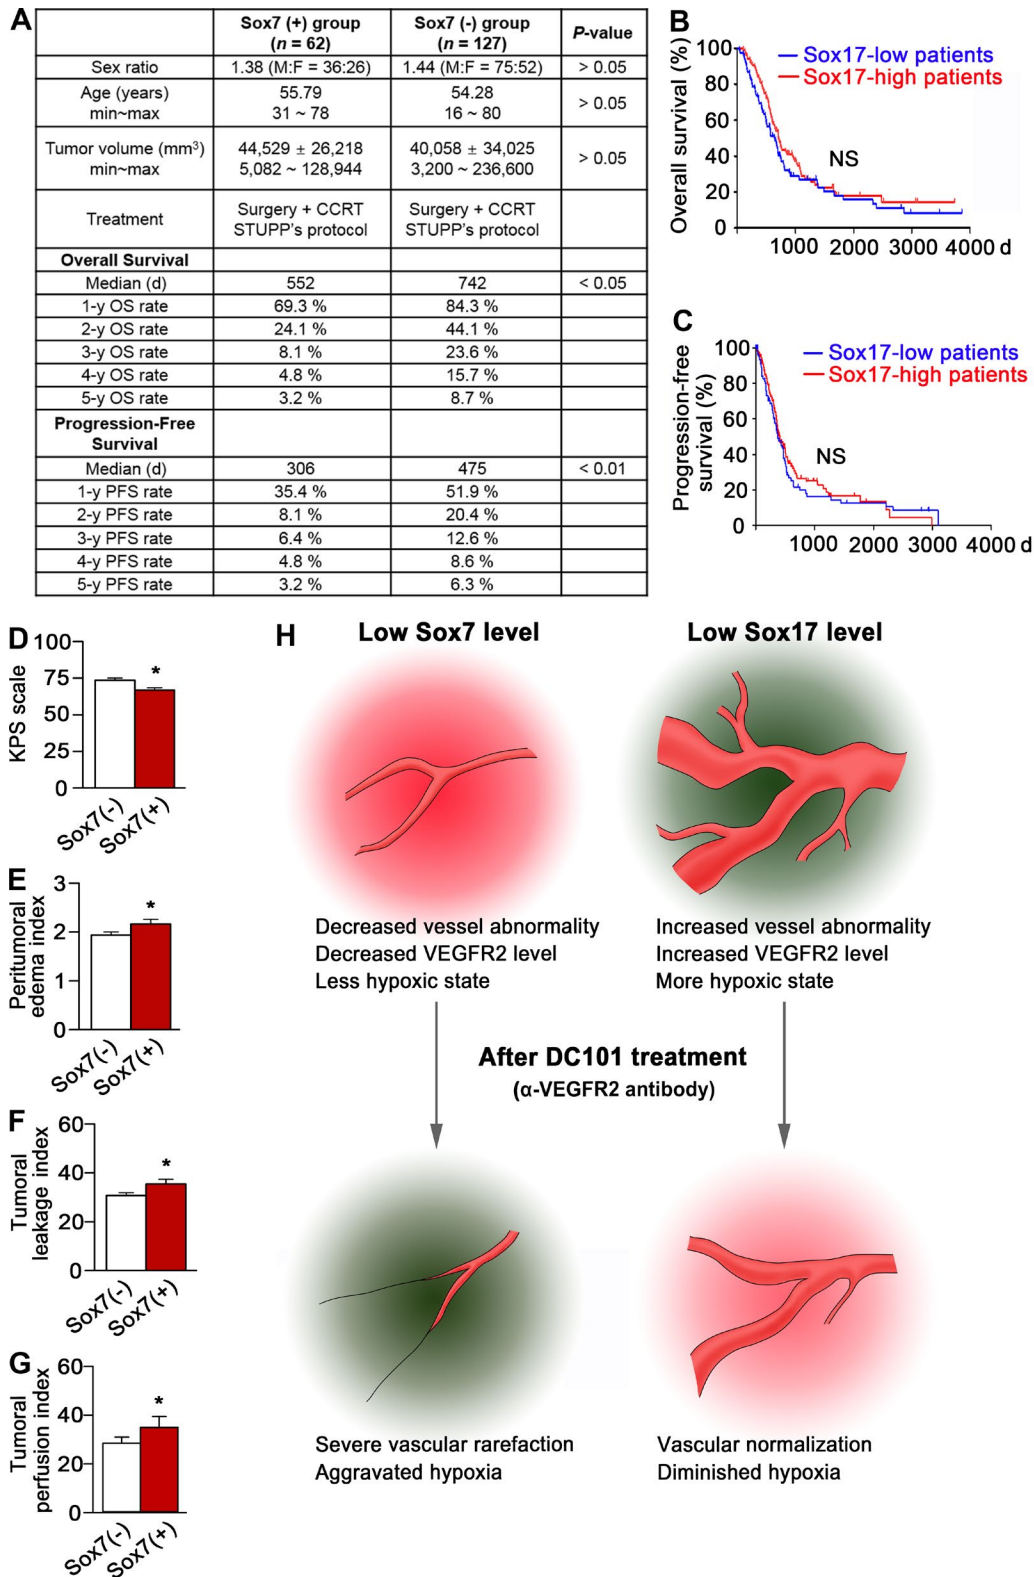 A
Sox7 (+) group (n = 62) Sox7 (-) group (n = 127) P-value
Sex ratio 1.38 (M:F = 36:26) 1.44 (M:F = 75:52) > 0.05
Age (years) min~max 55.79 31 ~ 78 54.28 16 ~ 80 > 0.05
Tumor volume (mm³) min~max 44,529 ± 26,218 5,082 ~ 128,944 40,058 ± 34,025 3,200 ~ 236,600 > 0.05
Treatment Surgery + CCRT STUPP's protocol Surgery + CCRT STUPP's protocol
Overall Survival
Median (d) 552 742 < 0.05
1-y OS rate 69.3 % 84.3 %
2-y OS rate 24.1 % 44.1 %
3-y OS rate 8.1 % 23.6 %
4-y OS rate 4.8 % 15.7 %
5-y OS rate 3.2 % 8.7 %
Progression-Free Survival
Median (d) 306 475 < 0.01
1-y PFS rate 35.4 % 51.9 %
2-y PFS rate 8.1 % 20.4 %
3-y PFS rate 6.4 % 12.6 %
4-y PFS rate 4.8 % 8.6 %
5-y PFS rate 3.2 % 6.3 %
B
Overall survival (%)
100
80
60
40
20
0
Sox17-low patients
Sox17-high patients
NS
1000 2000 3000 4000 d
C
Progression-free
survival (%)
100
80
60
40
20
0
Sox17-low patients
Sox17-high patients
NS
1000 2000 3000 4000 d
D
KPS scale
100
75
50
25
0
*
Sox7(-) Sox7(+)
E
Peritumoral
edema index
3
2
1
0
*
Sox7(-) Sox7(+)
F
Tumoral
leakage index
60
40
20
0
*
Sox7(-) Sox7(+)
G
Tumoral
perfusion index
60
40
20
0
*
Sox7(-) Sox7(+)
H
Low Sox7 level Low Sox17 level
Decreased vessel abnormality
Decreased VEGFR2 level
Less hypoxic state
Increased vessel abnormality
Increased VEGFR2 level
More hypoxic state
After DC101 treatment
(α-VEGFR2 antibody)
Severe vascular rarefaction
Aggravated hypoxia
Vascular normalization
Diminished hypoxia